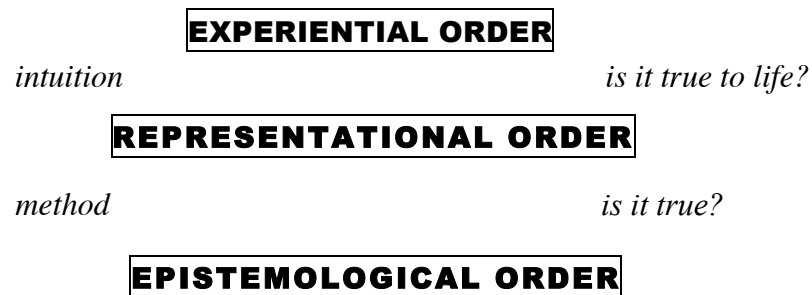 EXPERIENTIAL ORDER
intuition is it true to life?
REPRESENTATIONAL ORDER
method is it true?
EPISTEMOLOGICAL ORDER